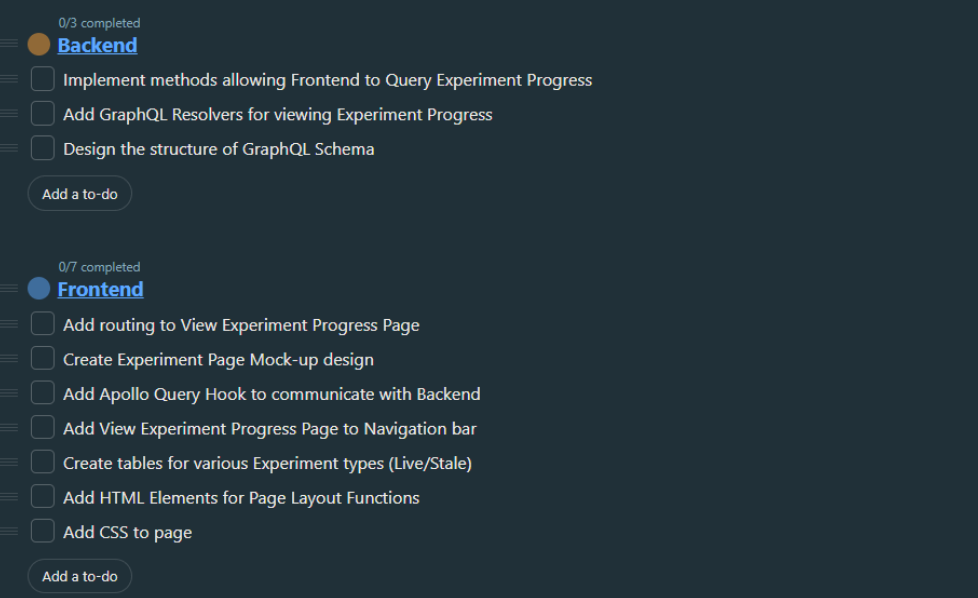 0/3 completed
Backend
Implement methods allowing Frontend to Query Experiment Progress
Add GraphQL Resolvers for viewing Experiment Progress
Design the structure of GraphQL Schema
Add a to-do
0/7 completed
Frontend
Add routing to View Experiment Progress Page
Create Experiment Page Mock-up design
Add Apollo Query Hook to communicate with Backend
Add View Experiment Progress Page to Navigation bar
Create tables for various Experiment types (Live/Stale)
Add HTML Elements for Page Layout Functions
Add CSS to page
Add a to-do